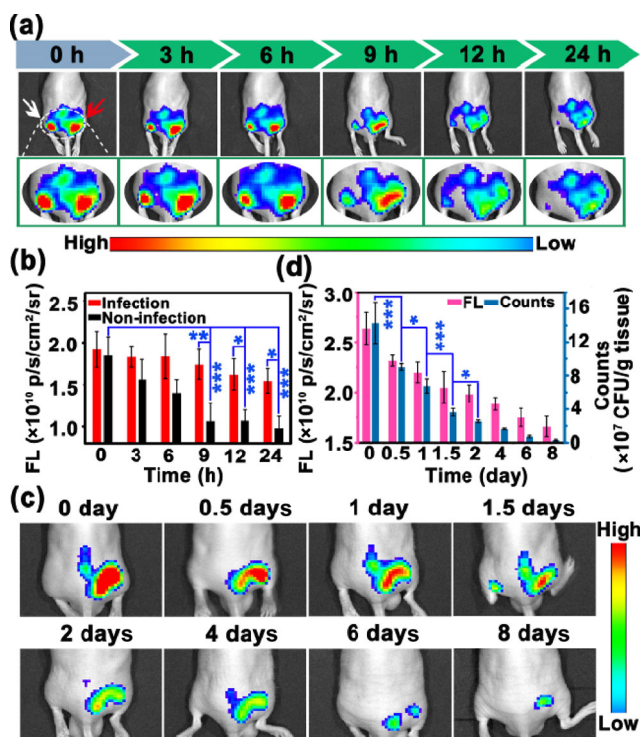 (a)
0 h 3 h 6 h 9 h 12 h 24 h
High Low
(b)
FL (×10¹⁰ p/s/cm²/sr)
2.5
2.0
1.5
1.0
Infection
Non-infection
** * *
*** *** ***
0 3 6 9 12 24
Time (h)
(d)
FL (×10¹⁰ p/s/cm²/sr)
3.0
2.5
2.0
1.5
FL Counts
*** * *** *
16
12
8
4
0
Counts
(×10⁷ CFU/g tissue)
0 0.5 1 1.5 2 4 6 8
Time (day)
(c)
0 day 0.5 days 1 day 1.5 days
2 days 4 days 6 days 8 days
High
Low